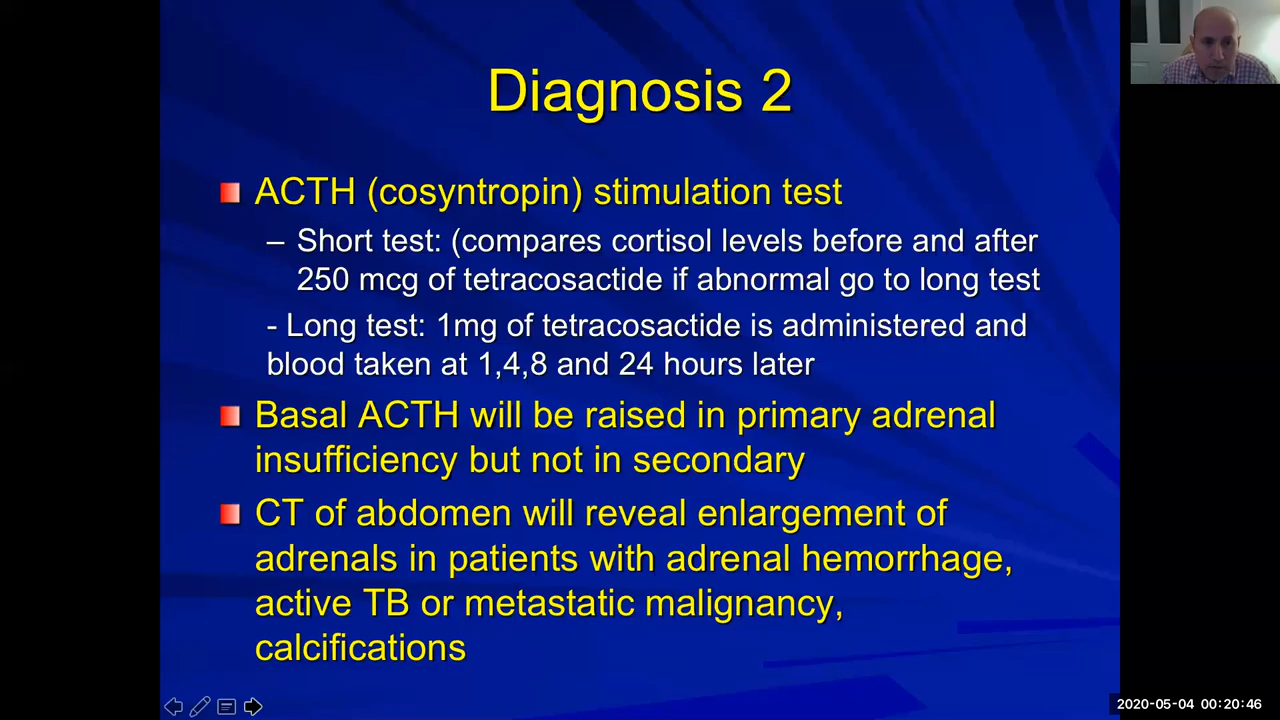 Diagnosis 2
ACTH (cosyntropin) stimulation test
– Short test: (compares cortisol levels before and after
250 mcg of tetracosactide if abnormal go to long test
- Long test: 1mg of tetracosactide is administered and
blood taken at 1,4,8 and 24 hours later
Basal ACTH will be raised in primary adrenal
insufficiency but not in secondary
CT of abdomen will reveal enlargement of
adrenals in patients with adrenal hemorrhage,
active TB or metastatic malignancy,
calcifications
2020-05-04 00:20:46